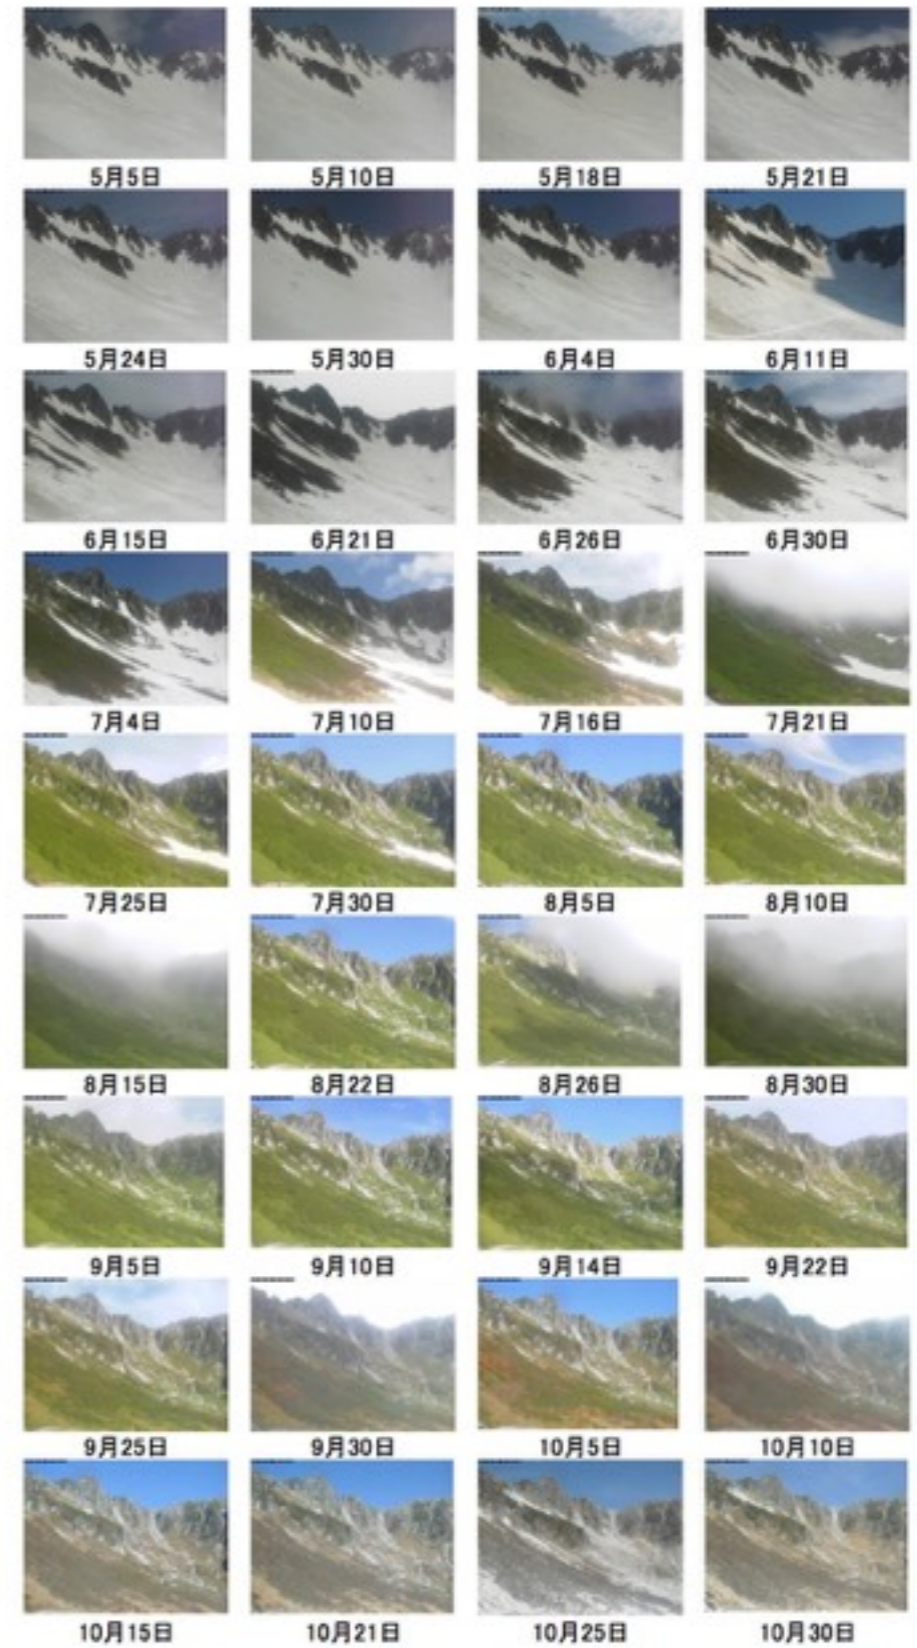 5月5日 5月10日 5月18日 5月21日
5月24日 5月30日 6月4日 6月11日
6月15日 6月21日 6月26日 6月30日
7月4日 7月10日 7月16日 7月21日
7月25日 7月30日 8月5日 8月10日
8月15日 8月22日 8月26日 8月30日
9月5日 9月10日 9月14日 9月22日
9月25日 9月30日 10月5日 10月10日
10月15日 10月21日 10月25日 10月30日